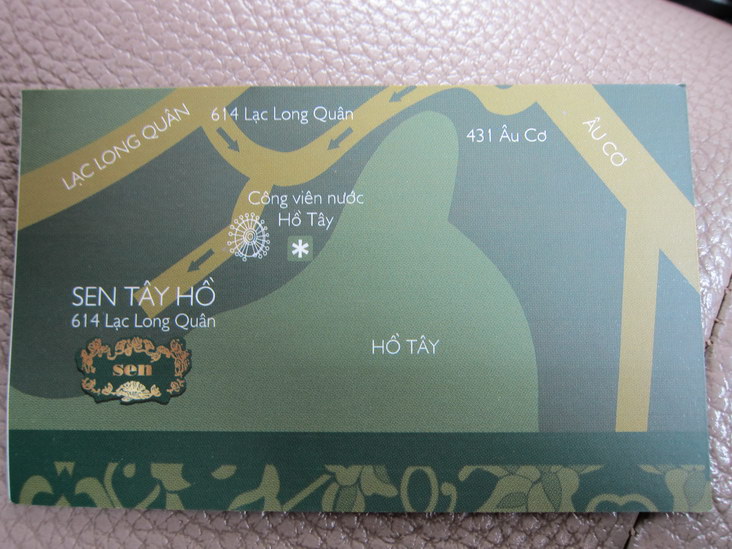 LẠC LONG QUÂN
614 Lạc Long Quân
431 Âu Cơ
ÂU CƠ
Công viên nước
Hồ Tây
SEN TÂY HỒ
614 Lạc Long Quân
sen
HỒ TÂY